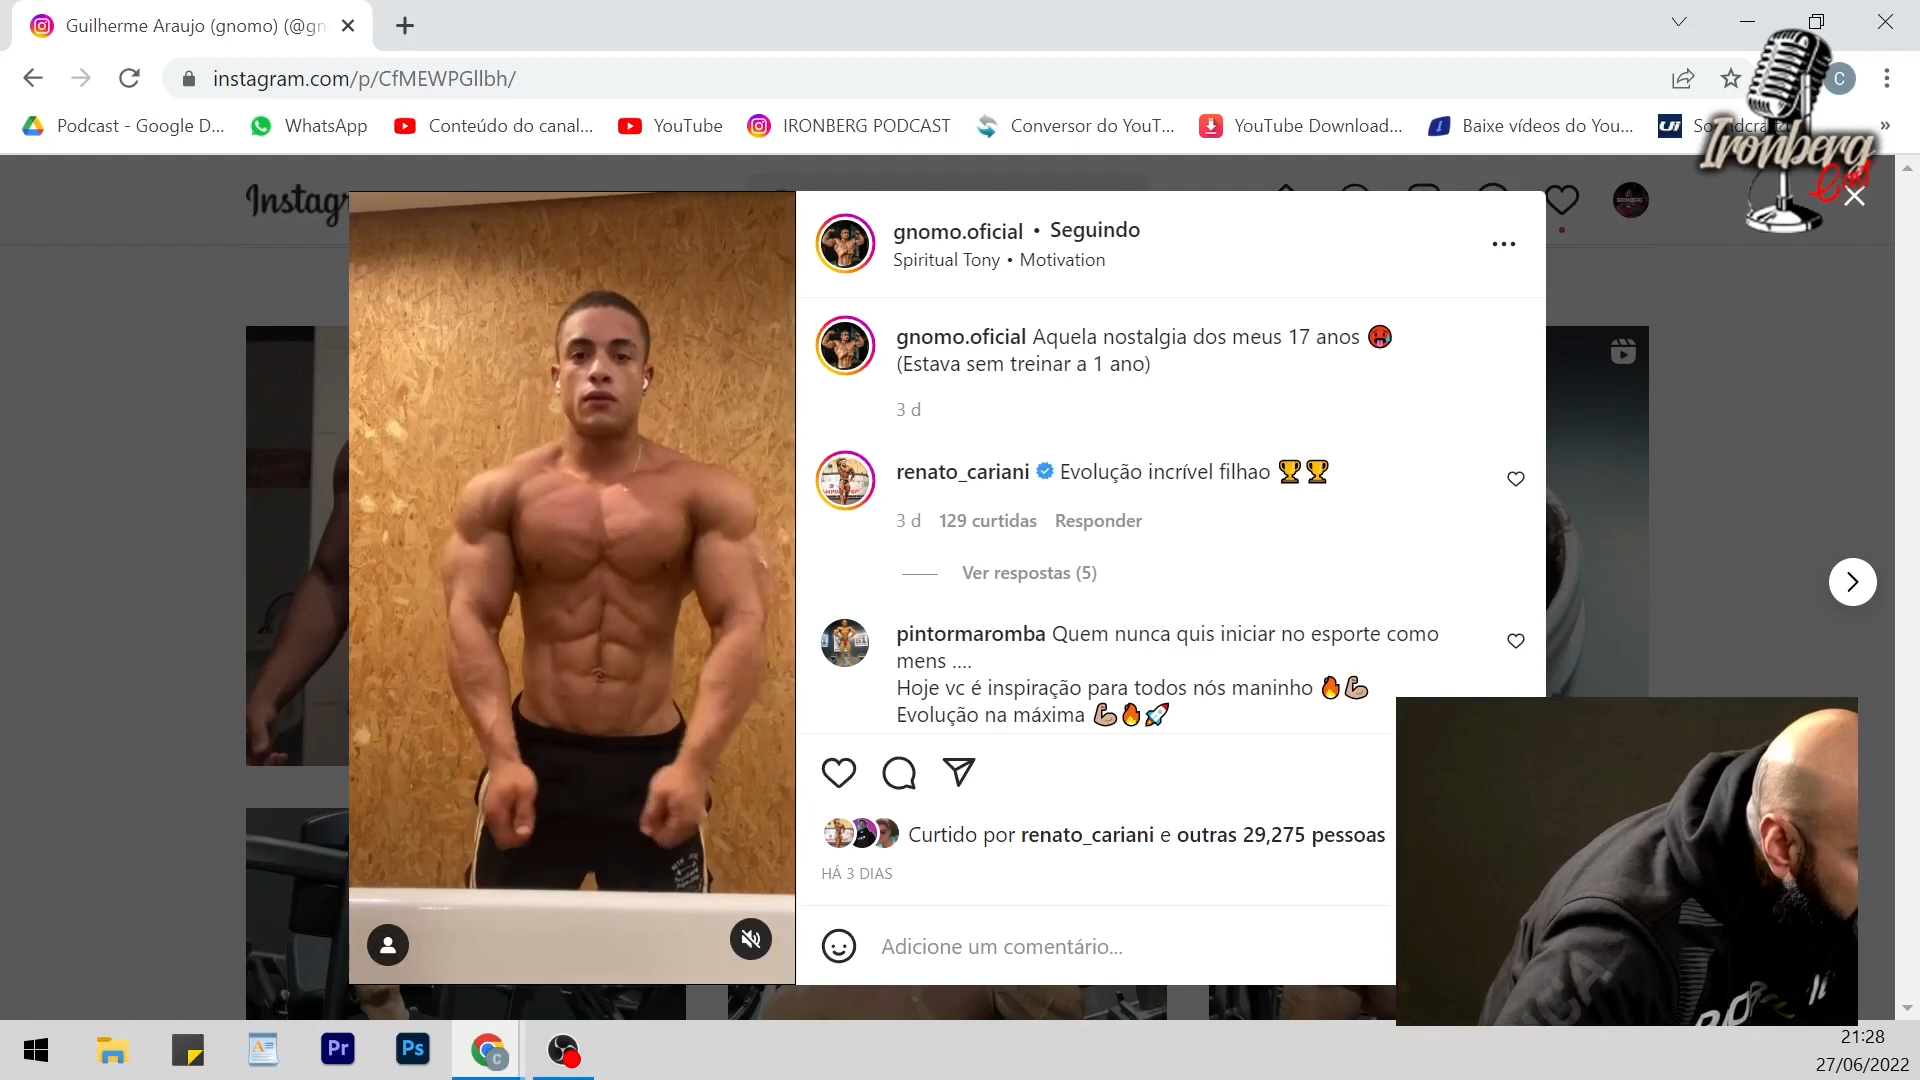 Guilherme Araujo (gnomo) (@gn
instagram.com/p/CfMEWPGllbh/
C
Podcast - Google D...
WhatsApp
Conteúdo do canal...
YouTube
IRONBERG PODCAST
Conversor do YouT...
YouTube Download...
Baixe vídeos do You...
»
Ironberg
Cast
Instagr
gnomo.oficial • Seguindo
Spiritual Tony • Motivation
gnomo.oficial Aquela nostalgia dos meus 17 anos 🥵
(Estava sem treinar a 1 ano)
3 d
renato_cariani Evolução incrível filhao 🏆🏆
3 d 129 curtidas Responder
Ver respostas (5)
pintormaromba Quem nunca quis iniciar no esporte como
mens ....
Hoje vc é inspiração para todos nós maninho 🔥💪🏼
Evolução na máxima 💪🏼🔥🚀
Curtido por renato_cariani e outras 29,275 pessoas
HÁ 3 DIAS
Adicione um comentário...
Pr
Ps
C
21:28
27/06/2022